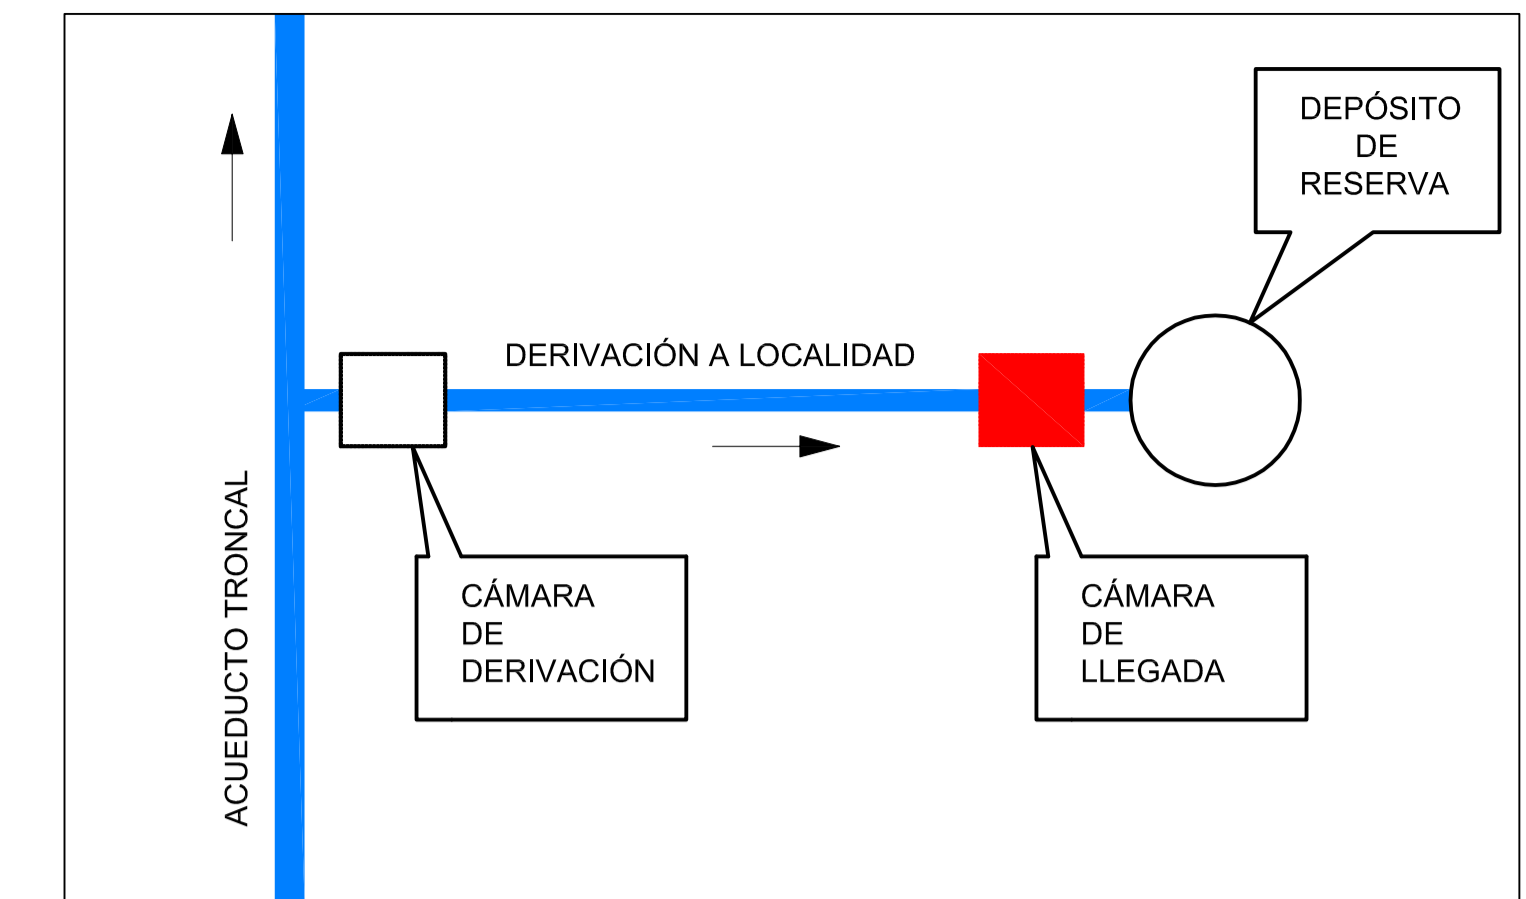 DEPÓSITO
DE
RESERVA
DERIVACIÓN A LOCALIDAD
ACUEDUCTO TRONCAL
CÁMARA
DE
DERIVACIÓN
CÁMARA
DE
LLEGADA